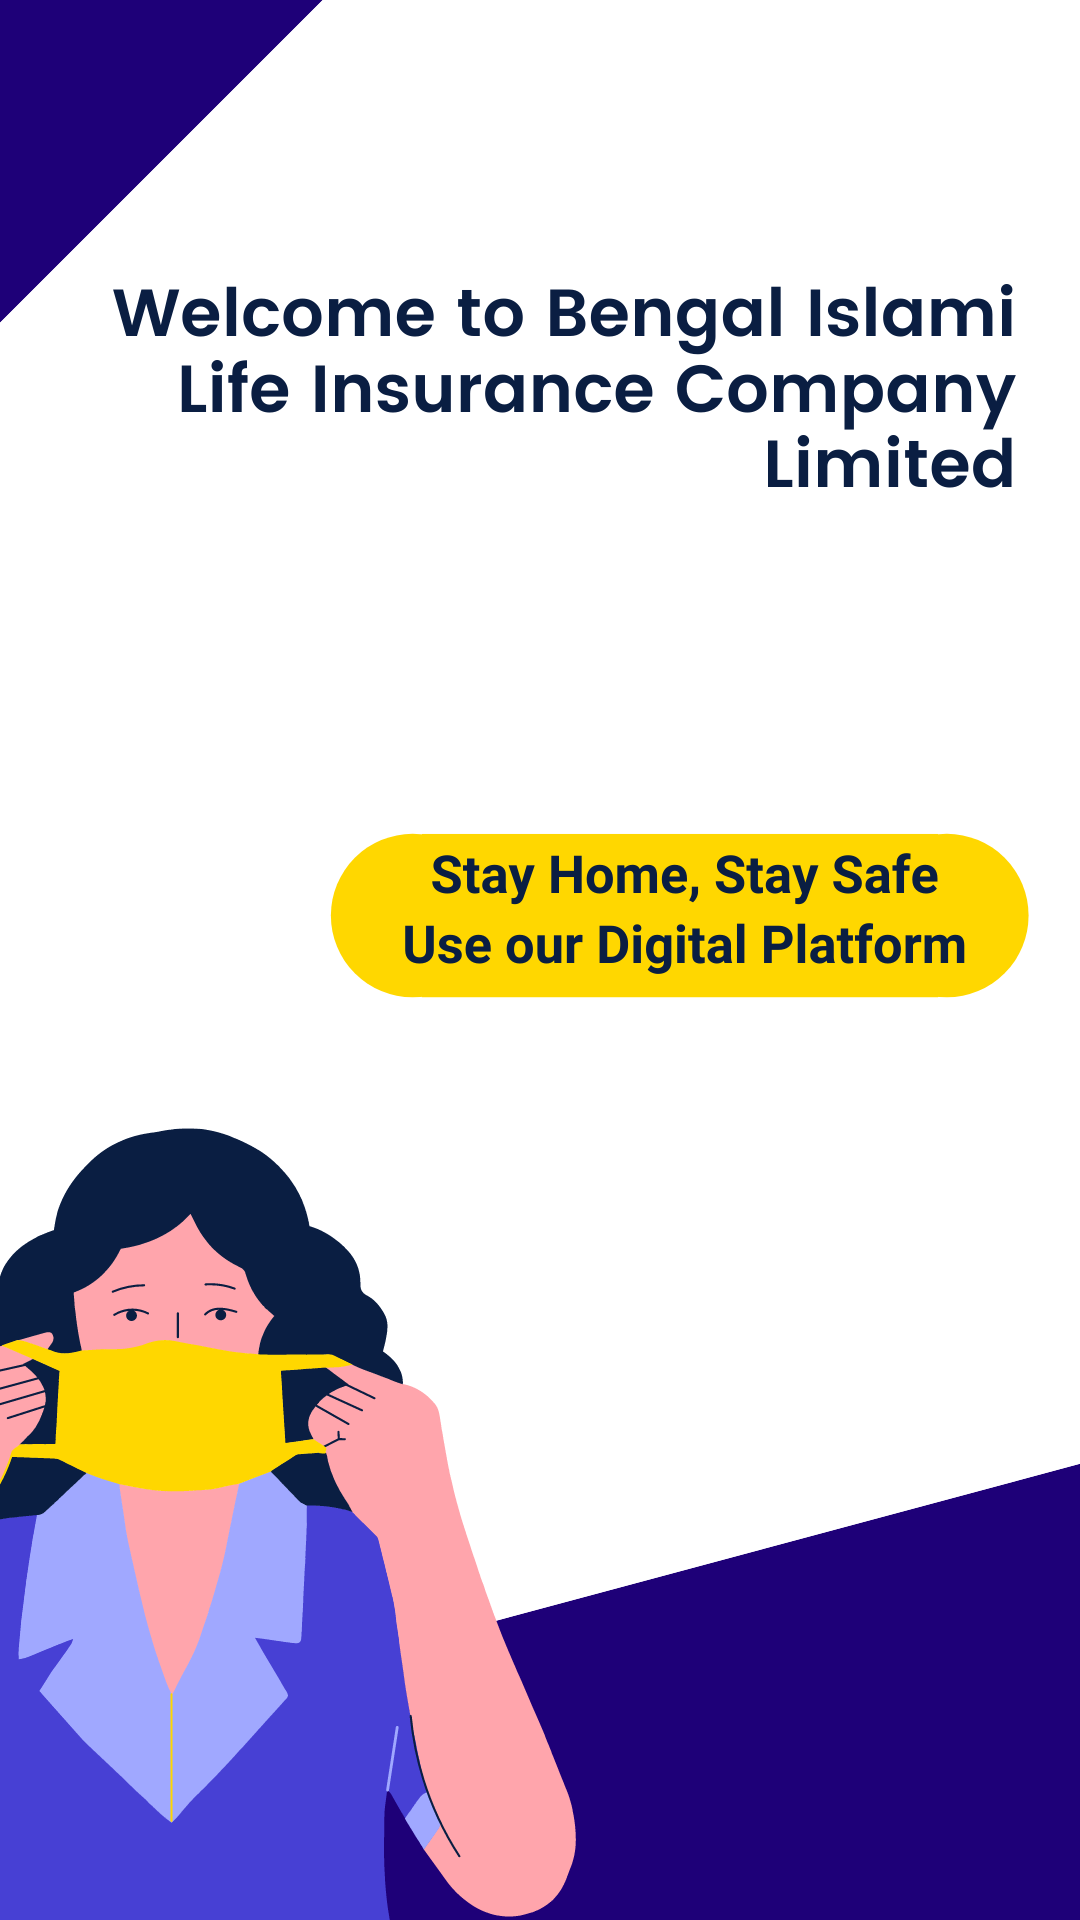 Welcome to Bengal Islami
Life Insurance Company
Limited
Stay Home, Stay Safe
Use our Digital Platform